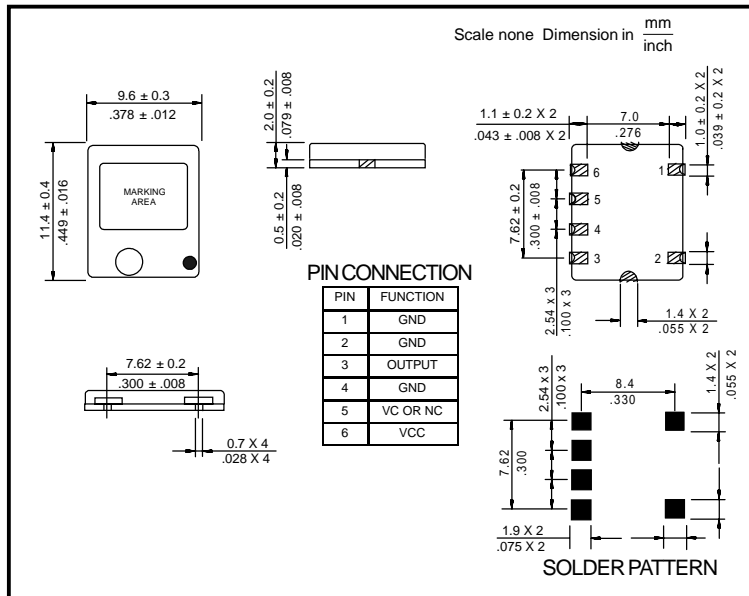 Scale none Dimension in mm
inch
9.6 ± 0.3
.378 ± .012
11.4 ± 0.4
.449 ± .016
MARKING
AREA
2.0 ± 0.2
.079 ± .008
0.5 ± 0.2
.020 ± .008
1.1 ± 0.2 X 2
.043 ± .008 X 2
7.0
.276
1.0 ± 0.2 X 2
.039 ± 0.2 X 2
7.62 ± 0.2
.300 ± .008
2.54 x 3
.100 x 3
6
5
4
3
1
2
1.4 X 2
.055 X 2
PIN CONNECTION
PIN FUNCTION
1 GND
2 GND
3 OUTPUT
4 GND
5 VC OR NC
6 VCC
7.62 ± 0.2
.300 ± .008
0.7 X 4
.028 X 4
2.54 x 3
.100 x 3
8.4
.330
1.4 X 2
.055 X 2
7.62
.300
1.9 X 2
.075 X 2
SOLDER PATTERN